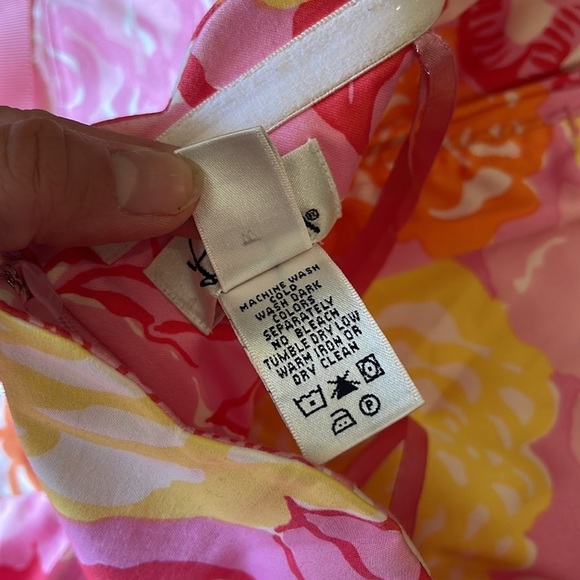 ®
MACHINE WASH
COLD
WASH DARK
COLORS
SEPARATELY
NO BLEACH
TUMBLE DRY LOW
WARM IRON OR
DRY CLEAN
P